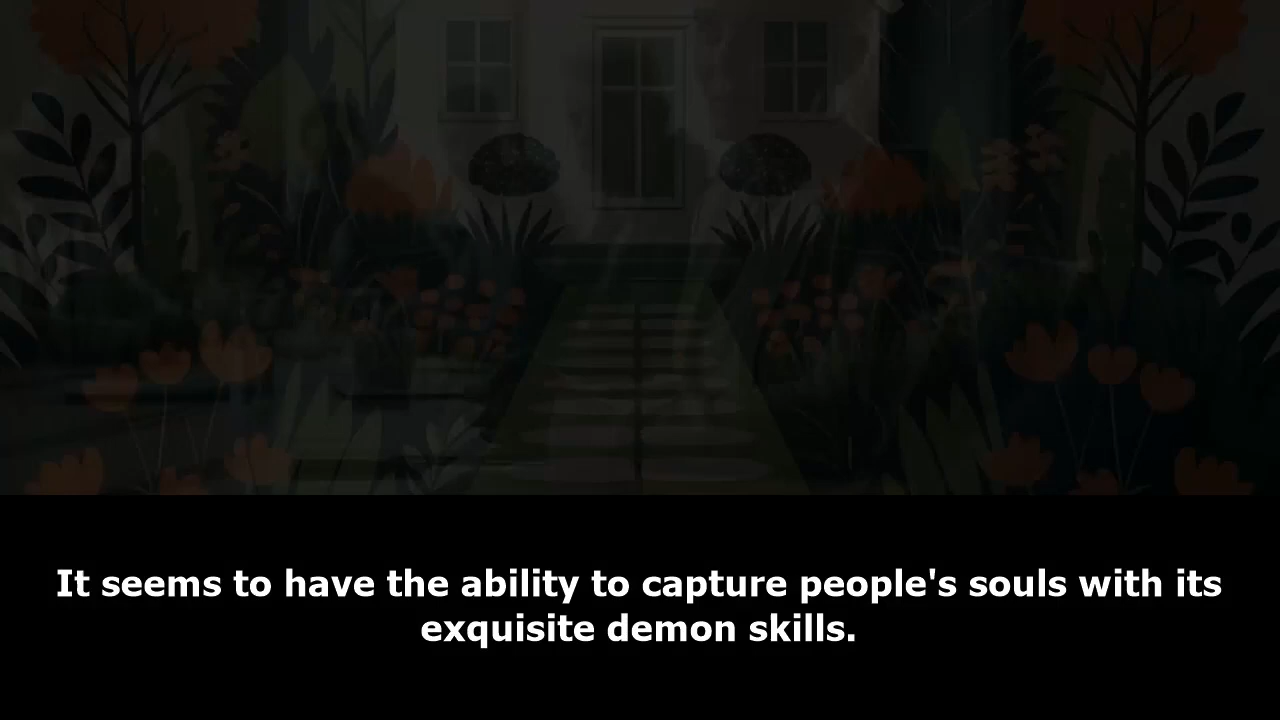 It seems to have the ability to capture people's souls with its
exquisite demon skills.